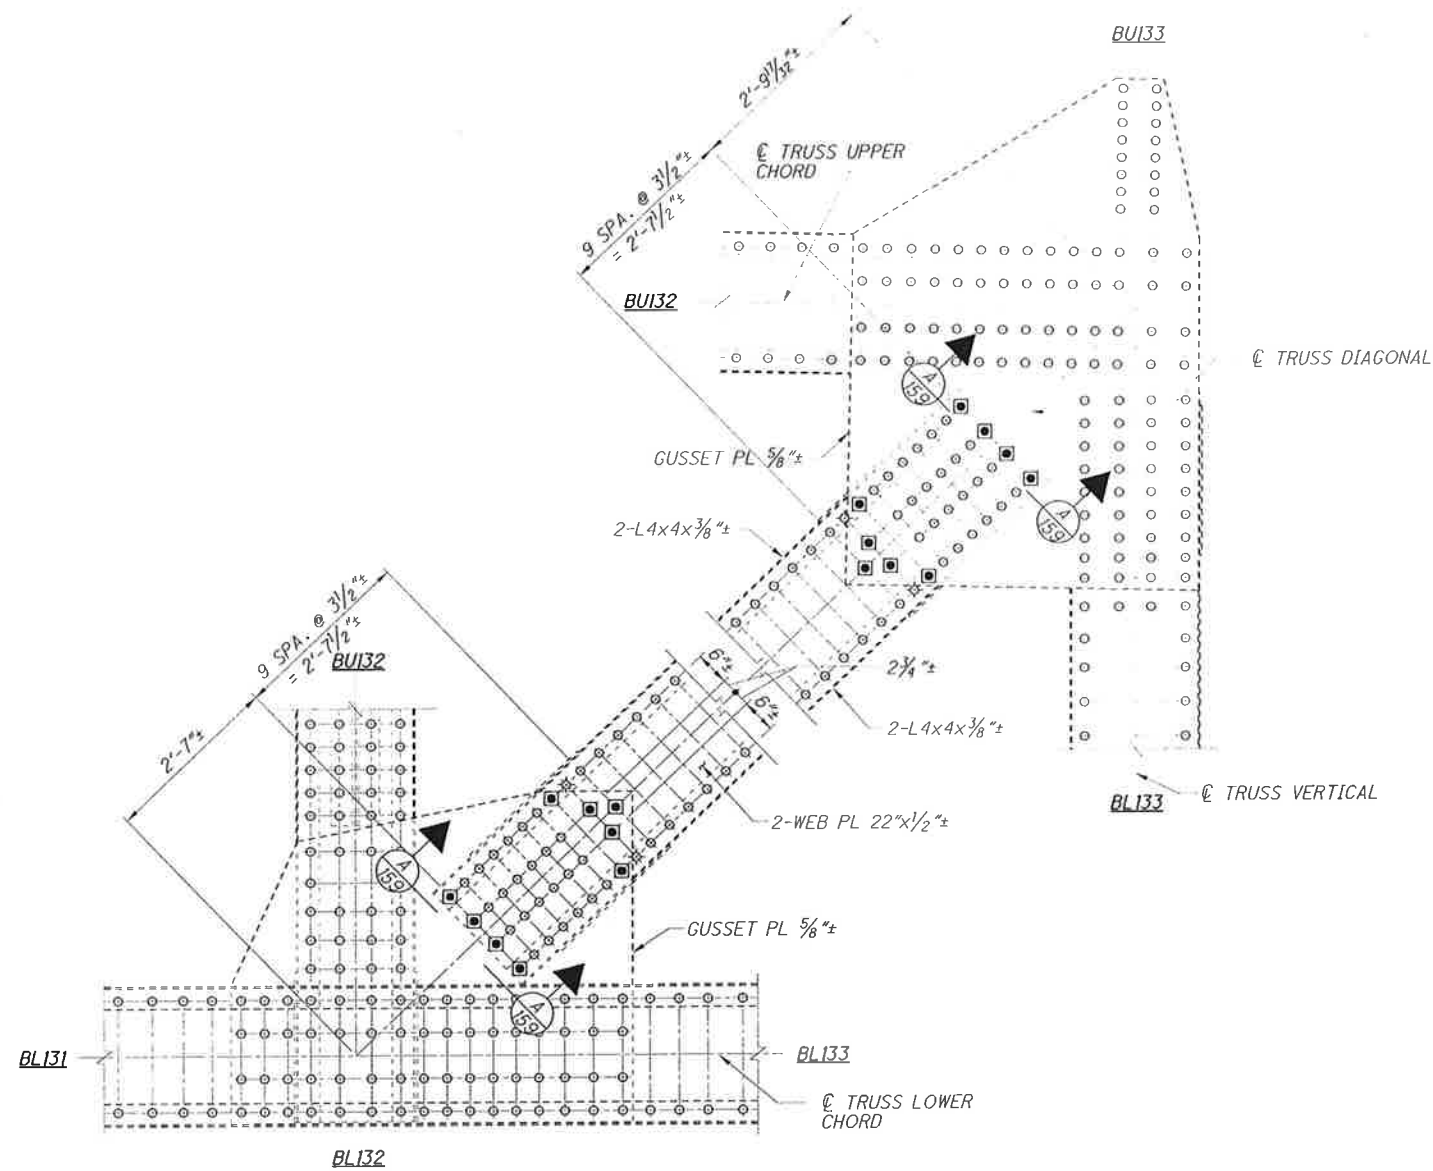 BU133
2'-9 17/32"±
℄ TRUSS UPPER
CHORD
9 SPA. @ 3 1/2"±
= 2'-7 1/2"±
BU132
℄ TRUSS DIAGONAL
A
159
GUSSET PL 5/8"±
A
159
2-L4x4x3/8"±
9 SPA. @ 3 1/2"±
= 2'-7 1/2"±
BU132
6"±
2 3/4"±
6"±
2-L4x4x3/8"±
2'-7"±
BL133
℄ TRUSS VERTICAL
2-WEB PL 22"x1/2"±
A
159
GUSSET PL 5/8"±
A
159
BL131
BL133
℄ TRUSS LOWER
CHORD
BL132